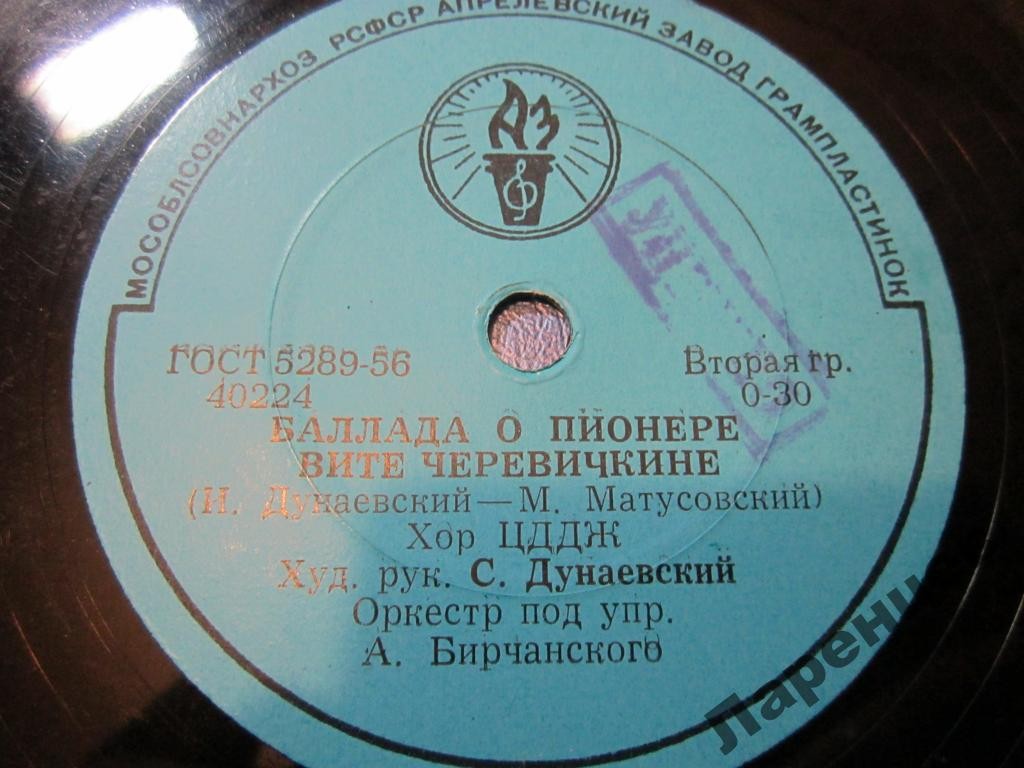 МОСОБЛСОВНАРХОЗ РСФСР АПРЕЛЕВСКИЙ ЗАВОД ГРАМПЛАСТИНОК
АЗ
ГОСТ 5289-56
40224
Вторая гр.
0-30
БАЛЛАДА О ПИОНЕРЕ
ВИТЕ ЧЕРЕВИЧКИНЕ
(И. Дунаевский — М. Матусовский)
Хор ЦДДЖ
Худ. рук. С. Дунаевский
Оркестр под упр.
А. Бирчанского